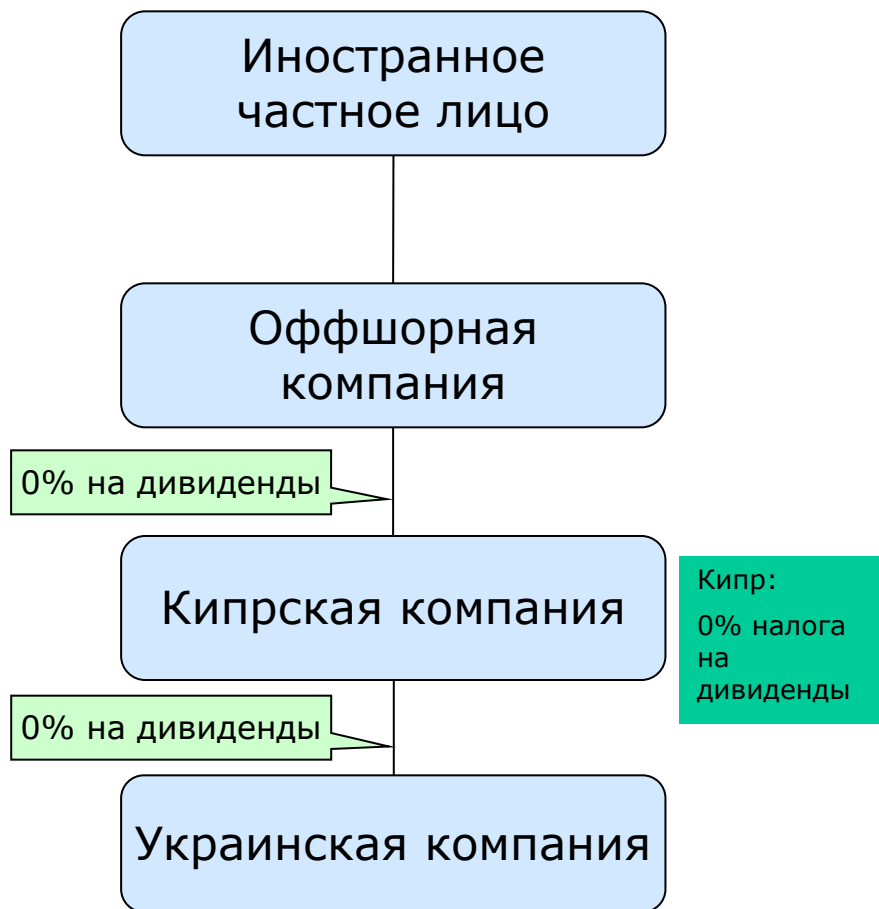 Иностранное
частное лицо
Оффшорная
компания
0% на дивиденды
Кипрская компания
Кипр:
0% налога
на
дивиденды
0% на дивиденды
Украинская компания